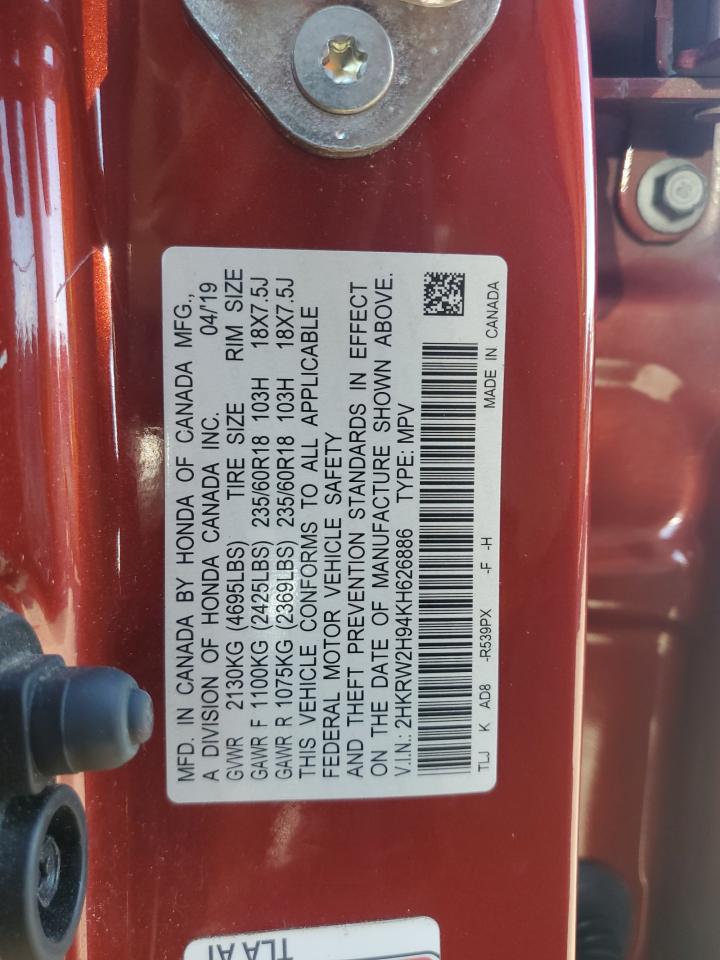 MFD. IN CANADA BY HONDA OF CANADA MFG.,
A DIVISION OF HONDA CANADA INC. 04/'19
GVWR 2130KG (4695LBS) TIRE SIZE RIM SIZE
GAWR F 1100KG (2425LBS) 235/60R18 103H 18X7.5J
GAWR R 1075KG (2369LBS) 235/60R18 103H 18X7.5J
THIS VEHICLE CONFORMS TO ALL APPLICABLE
FEDERAL MOTOR VEHICLE SAFETY
AND THEFT PREVENTION STANDARDS IN EFFECT
ON THE DATE OF MANUFACTURE SHOWN ABOVE.
V.I.N.: 2HKRW2H94KH626886 TYPE: MPV
TLJ K AD8 -R539PX -F -H MADE IN CANADA
TLA A1